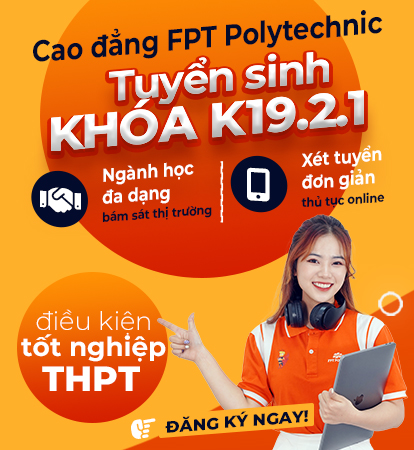 Cao đẳng FPT Polytechnic
Tuyển sinh
KHÓA K19.2.1
Ngành học
đa dạng
bám sát thị trường
Xét tuyển
đơn giản
thủ tục online
điều kiên
tốt nghiệp
THPT
ĐĂNG KÝ NGAY!